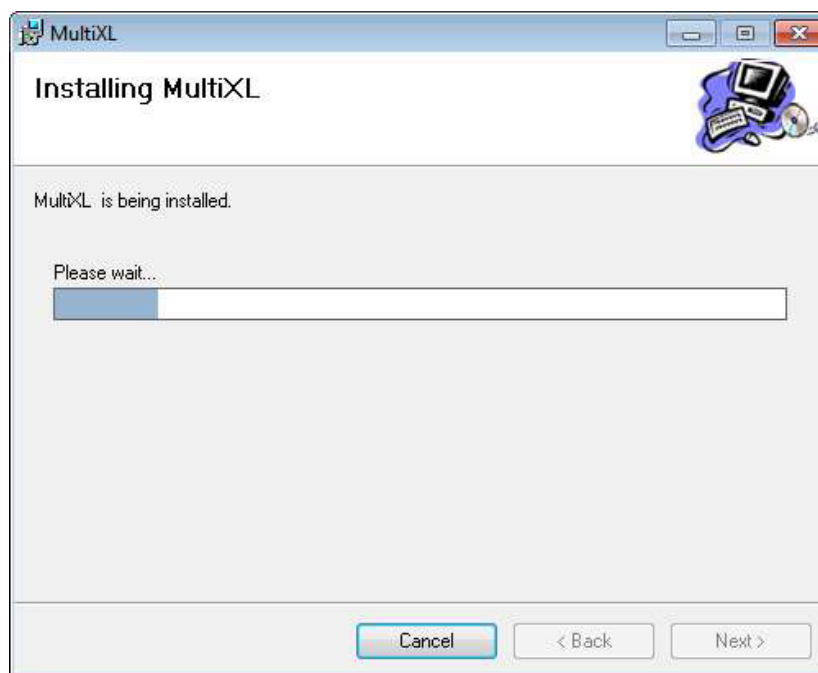 MultiXL
Installing MultiXL
MultiXL  is being installed.
Please wait...
Cancel
< Back
Next >